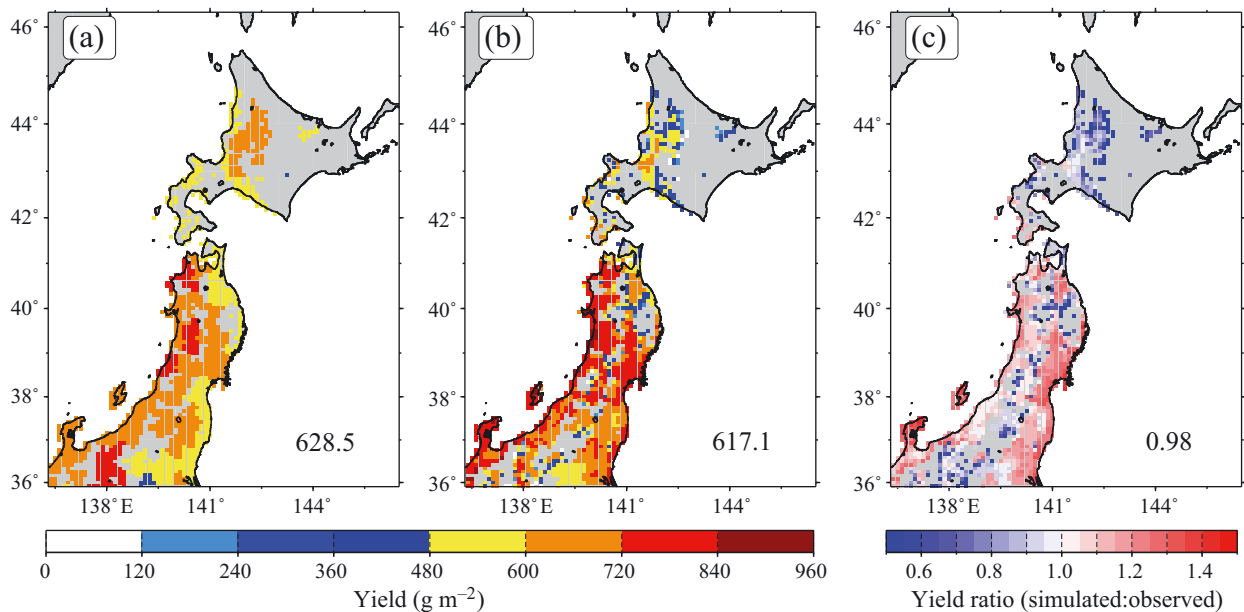 (a) (b) (c)
46° 46° 46°
44° 44° 44°
42° 42° 42°
40° 40° 40°
38° 38° 38°
628.5 617.1 0.98
36° 36° 36°
138° E 141° 144° 138° E 141° 144° 138° E 141° 144°
0 120 240 360 480 600 720 840 960 0.6 0.8 1.0 1.2 1.4
Yield (g m⁻²) Yield ratio (simulated:observed)